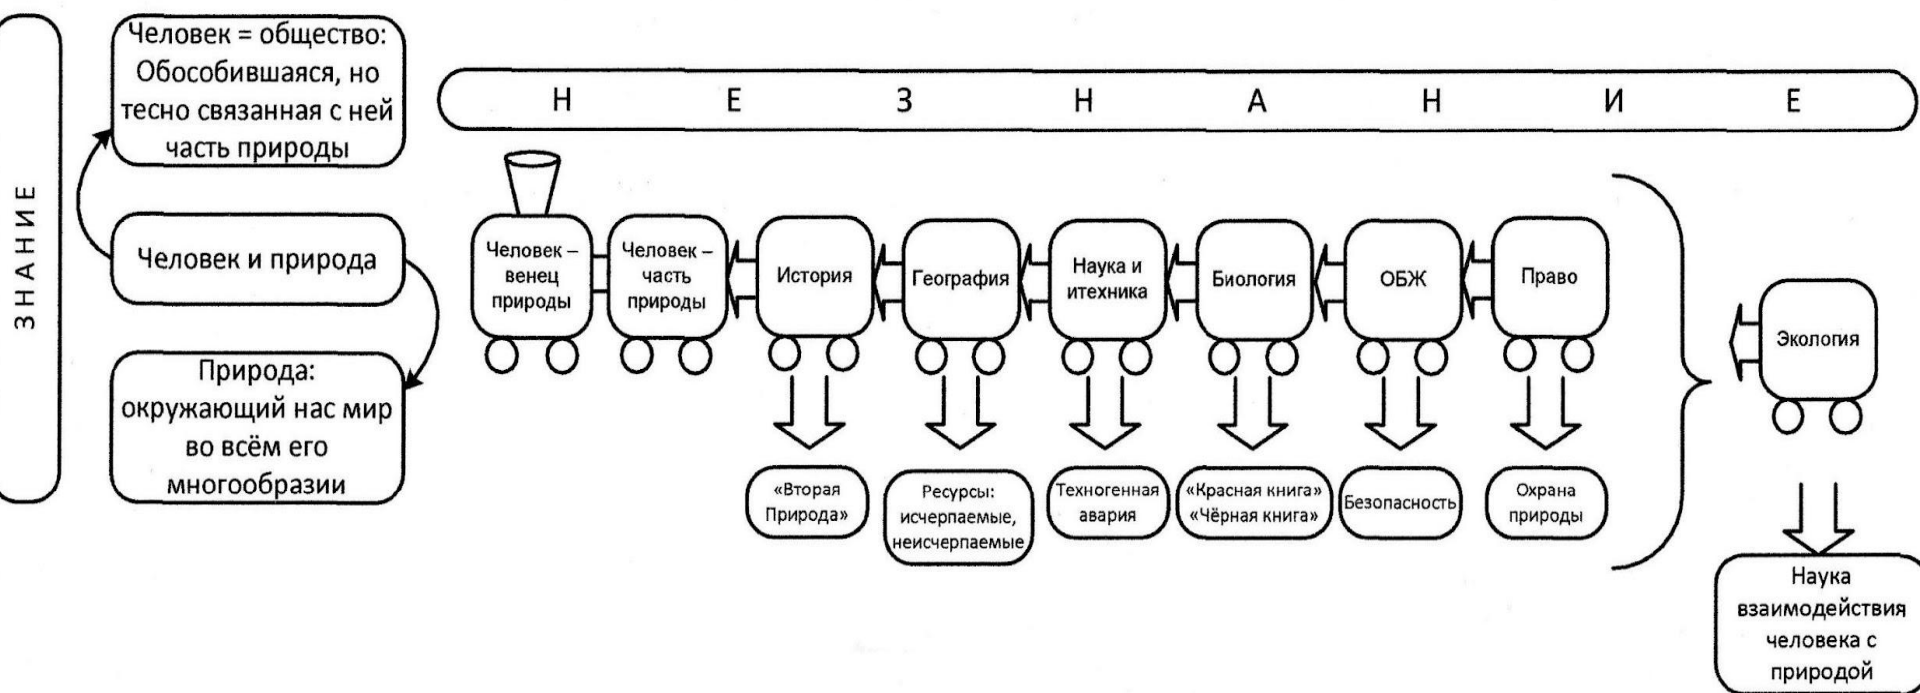 ЗНАНИЕ
Человек = общество:
Обособившаяся, но
тесно связанная с ней
часть природы
Человек и природа
Природа:
окружающий нас мир
во всём его
многообразии
Н Е З Н А Н И Е
Человек –
венец
природы
Человек –
часть
природы
История
География
Наука и
итехника
Биология
ОБЖ
Право
Экология
«Вторая
Природа»
Ресурсы:
исчерпаемые,
неисчерпаемые
Техногенная
авария
«Красная книга»
«Чёрная книга»
Безопасность
Охрана
природы
Наука
взаимодействия
человека с
природой